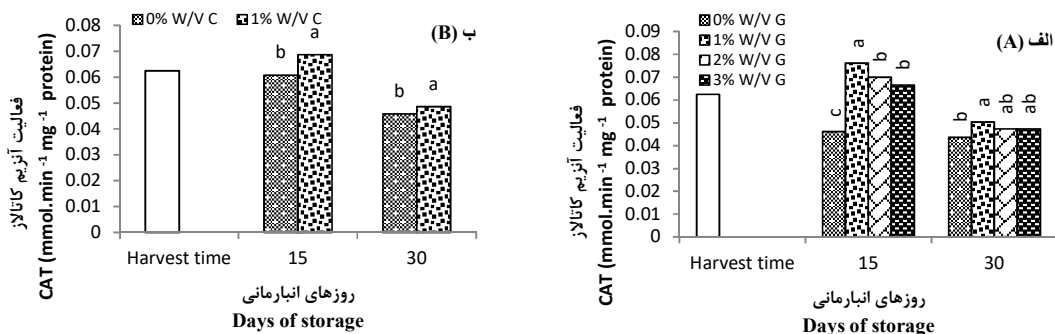 0% W/V C 1% W/V C
ب (B)
0.08
0.07
0.06
0.05
0.04
0.03
0.02
0.01
0
b
a
b
a
Harvest time 15 30
روزهای انبارمانی
Days of storage
فعالیت آنزیم کاتالاز
CAT (mmol.min -1 mg -1 protein)
الف (A)
0% W/V G
1% W/V G
2% W/V G
3% W/V G
0.09
0.08
0.07
0.06
0.05
0.04
0.03
0.02
0.01
0
c
a
b
b
b
a
ab
ab
Harvest time 15 30
روزهای انبارمانی
Days of storage
فعالیت آنزیم کاتالاز
CAT (mmol.min -1 mg -1 protein)